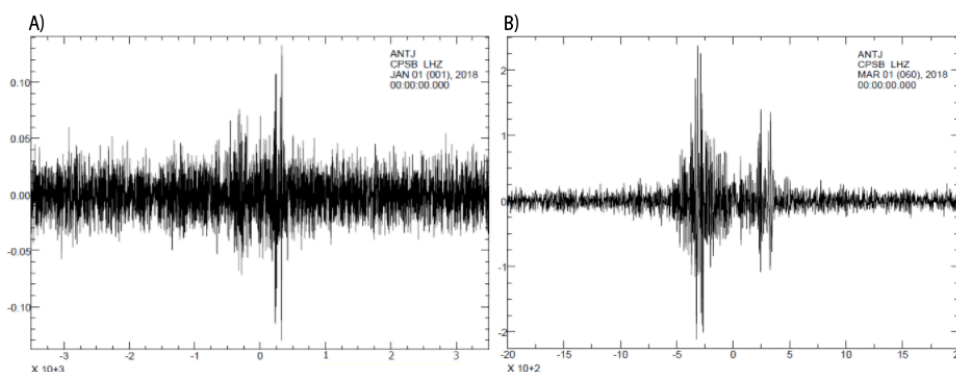 A)
ANTJ
CPSB LHZ
JAN 01 (001), 2018
00:00:00.000
0.10
0.05
0.00
-0.05
-0.10
-3 -2 -1 0 1 2 3
X 10+3
B)
ANTJ
CPSB LHZ
MAR 01 (060), 2018
00:00:00.000
2
1
0
-1
-2
-20 -15 -10 -5 0 5 10 15
X 10+2